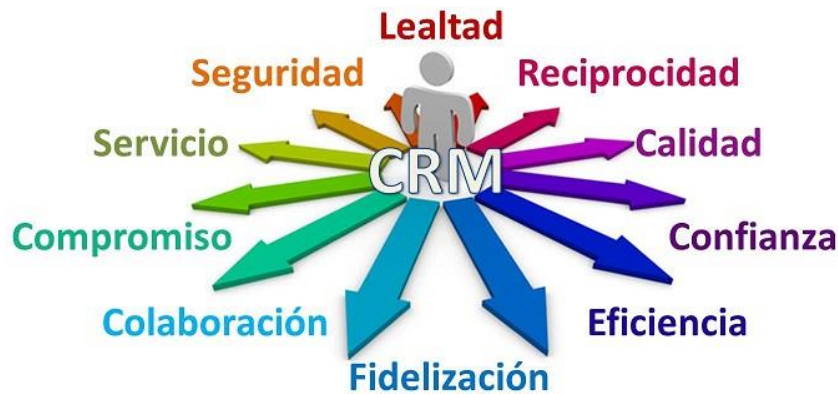 Lealtad
Seguridad
Reciprocidad
Servicio
Calidad
CRM
Compromiso
Confianza
Colaboración
Eficiencia
Fidelización